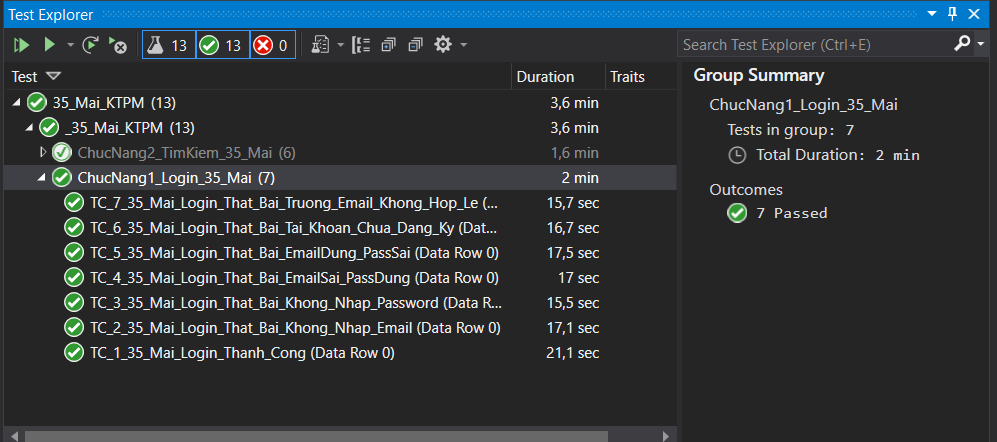 Test Explorer
13 13 0
Search Test Explorer (Ctrl+E)
Test Duration Traits
35_Mai_KTPM (13) 3,6 min
_35_Mai_KTPM (13) 3,6 min
ChucNang2_TimKiem_35_Mai (6) 1,6 min
ChucNang1_Login_35_Mai (7) 2 min
TC_7_35_Mai_Login_That_Bai_Truong_Email_Khong_Hop_Le (... 15,7 sec
TC_6_35_Mai_Login_That_Bai_Tai_Khoan_Chua_Dang_Ky (Dat... 16,7 sec
TC_5_35_Mai_Login_That_Bai_EmailDung_PassSai (Data Row 0) 17,5 sec
TC_4_35_Mai_Login_That_Bai_EmailSai_PassDung (Data Row 0) 17 sec
TC_3_35_Mai_Login_That_Bai_Khong_Nhap_Password (Data R... 15,5 sec
TC_2_35_Mai_Login_That_Bai_Khong_Nhap_Email (Data Row 0) 17,1 sec
TC_1_35_Mai_Login_Thanh_Cong (Data Row 0) 21,1 sec
Group Summary
ChucNang1_Login_35_Mai
Tests in group: 7
Total Duration: 2 min
Outcomes
7 Passed